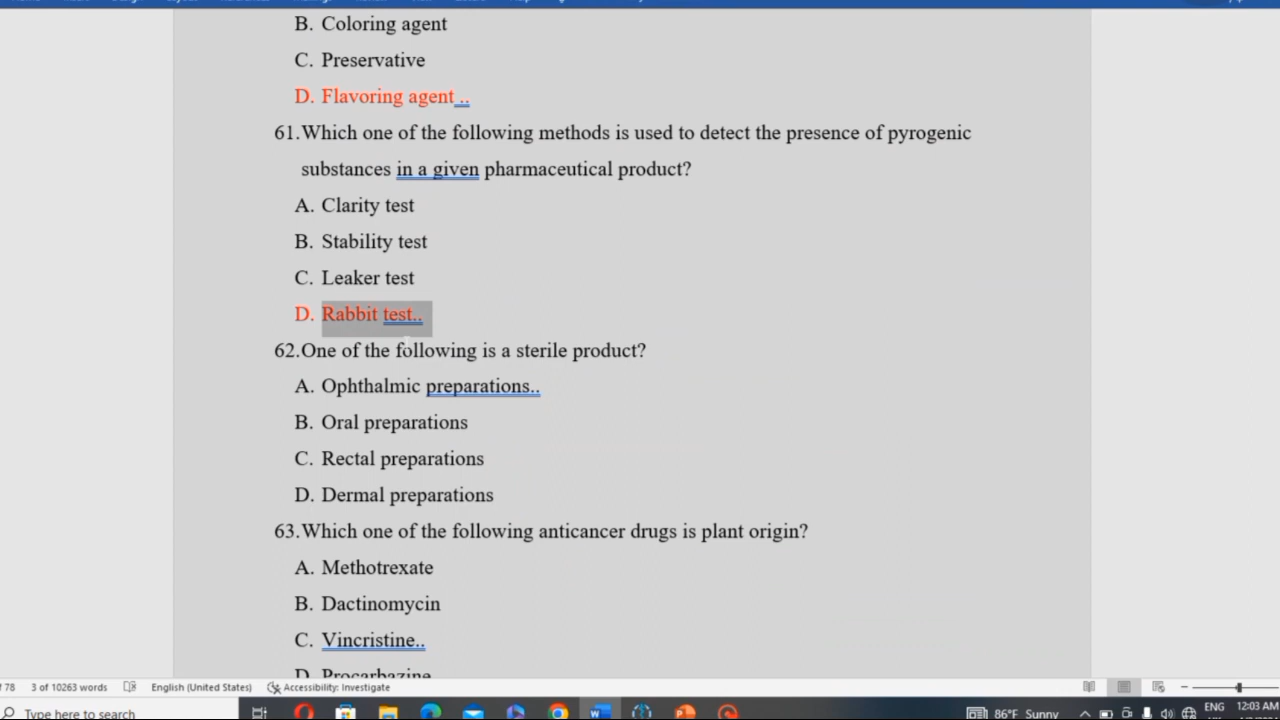 B. Coloring agent
C. Preservative
D. Flavoring agent ..
61.Which one of the following methods is used to detect the presence of pyrogenic
substances in a given pharmaceutical product?
A. Clarity test
B. Stability test
C. Leaker test
D. Rabbit test..
62.One of the following is a sterile product?
A. Ophthalmic preparations..
B. Oral preparations
C. Rectal preparations
D. Dermal preparations
63.Which one of the following anticancer drugs is plant origin?
A. Methotrexate
B. Dactinomycin
C. Vincristine..
D. Procarbazine
f 78 3 of 10263 words English (United States) Accessibility: Investigate
Type here to search 86°F Sunny ENG 12:03 AM